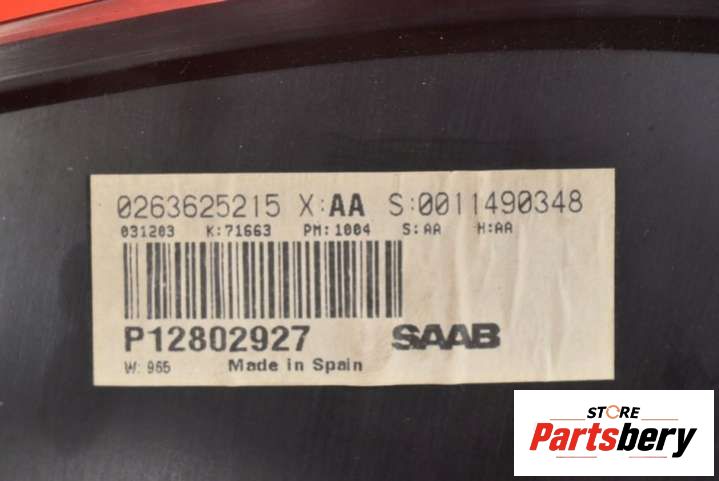 0263625215 X:AA S:0011490348
031203 K:71663 PM:1004 S:AA H:AA
P12802927 SAAB
W: 965 Made in Spain
STORE
Partsbery